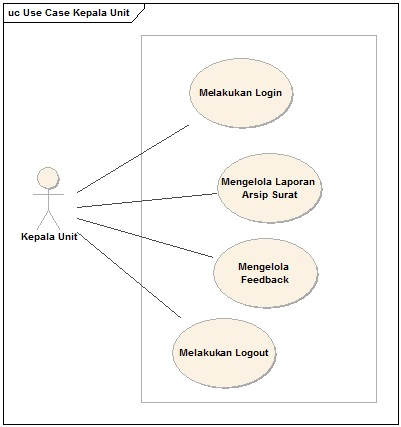 uc Use Case Kepala Unit
Melakukan Login
Mengelola Laporan
Arsip Surat
Kepala Unit
Mengelola
Feedback
Melakukan Logout